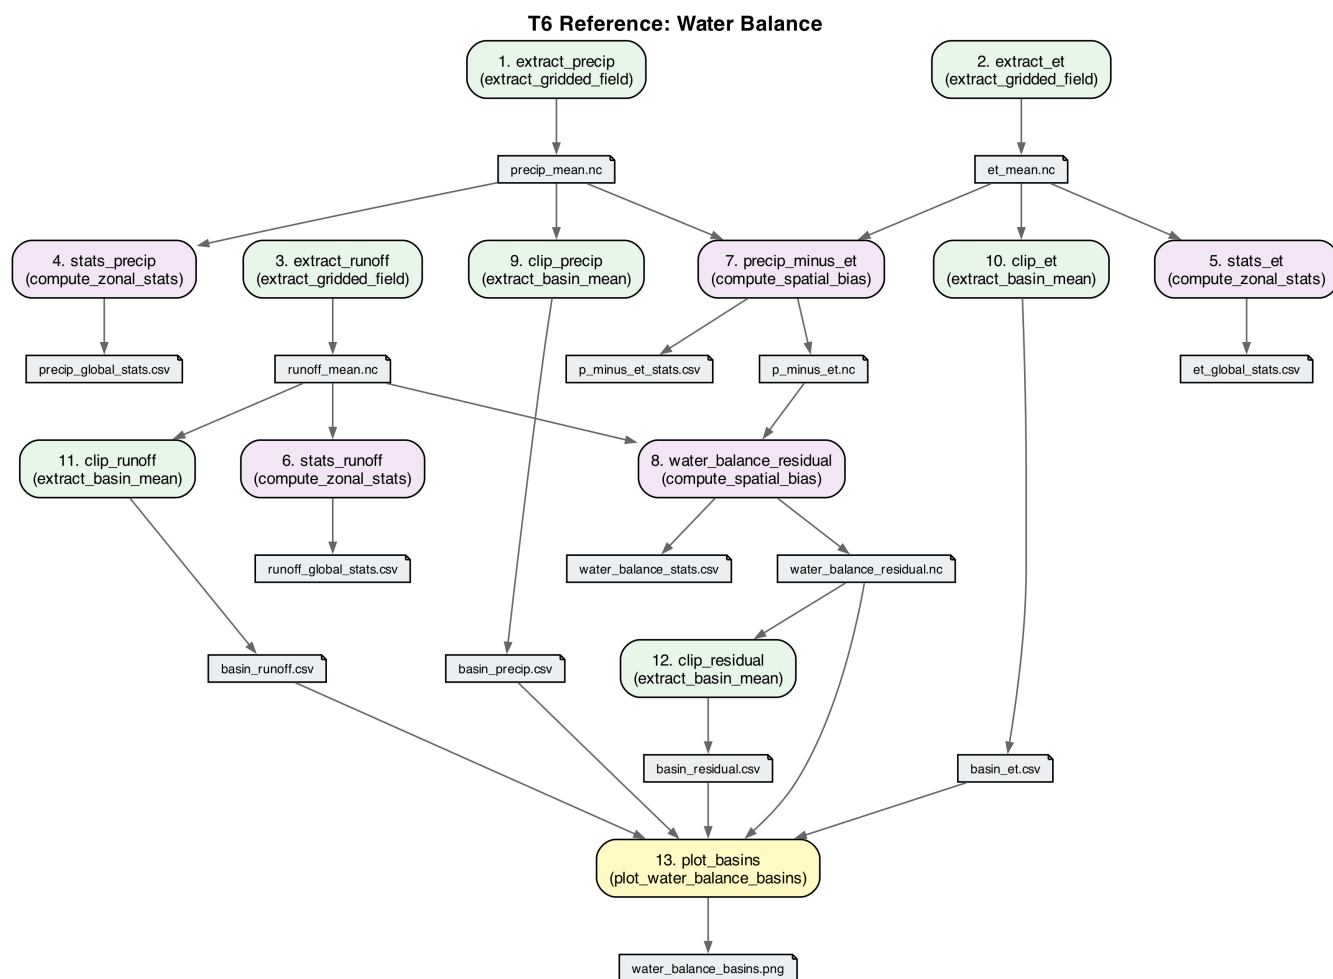 T6 Reference: Water Balance
1. extract_precip
(extract_gridded_field)
2. extract_et
(extract_gridded_field)
precip_mean.nc
et_mean.nc
4. stats_precip
(compute_zonal_stats)
3. extract_runoff
(extract_gridded_field)
9. clip_precip
(extract_basin_mean)
7. precip_minus_et
(compute_spatial_bias)
10. clip_et
(extract_basin_mean)
5. stats_et
(compute_zonal_stats)
precip_global_stats.csv
runoff_mean.nc
p_minus_et_stats.csv
p_minus_et.nc
et_global_stats.csv
11. clip_runoff
(extract_basin_mean)
6. stats_runoff
(compute_zonal_stats)
8. water_balance_residual
(compute_spatial_bias)
runoff_global_stats.csv
water_balance_stats.csv
water_balance_residual.nc
basin_runoff.csv
basin_precip.csv
12. clip_residual
(extract_basin_mean)
basin_residual.csv
basin_et.csv
13. plot_basins
(plot_water_balance_basins)
water_balance_basins.png